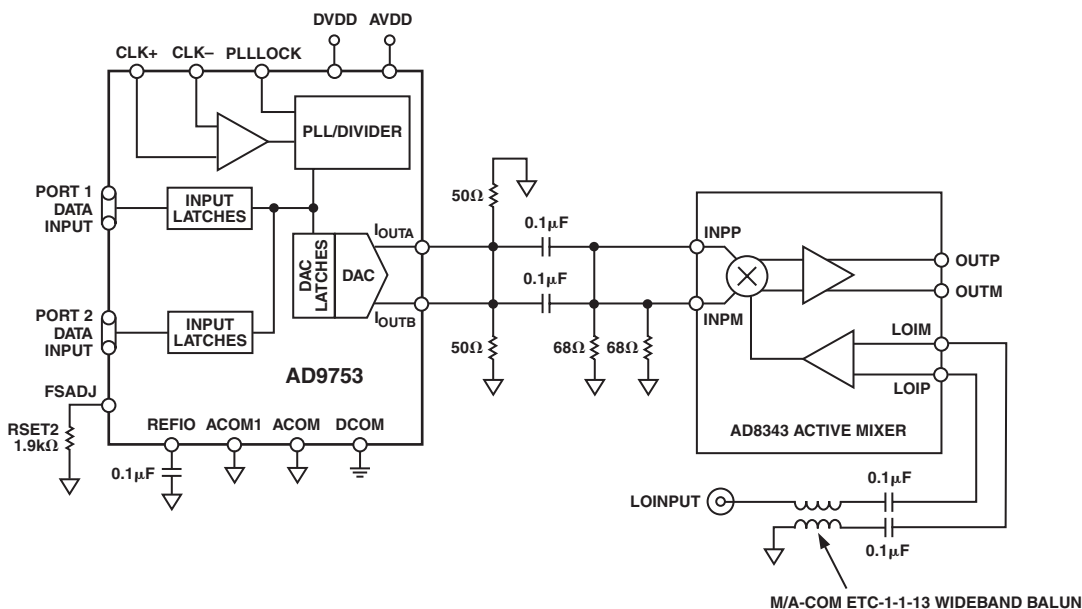 DVDD AVDD
CLK+ CLK– PLLLOCK
PLL/DIVIDER
PORT 1
DATA
INPUT
INPUT
LATCHES
50Ω
0.1µF
IOUTA
INPP
DAC
LATCHES
DAC
OUTP
0.1µF
OUTM
IOUTB
INPM
PORT 2
DATA
INPUT
INPUT
LATCHES
LOIM
50Ω
68Ω 68Ω
AD9753
FSADJ
LOIP
RSET2
1.9kΩ
REFIO ACOM1 ACOM DCOM
AD8343 ACTIVE MIXER
0.1µF
0.1µF
LOINPUT
0.1µF
M/A-COM ETC-1-1-13 WIDEBAND BALUN